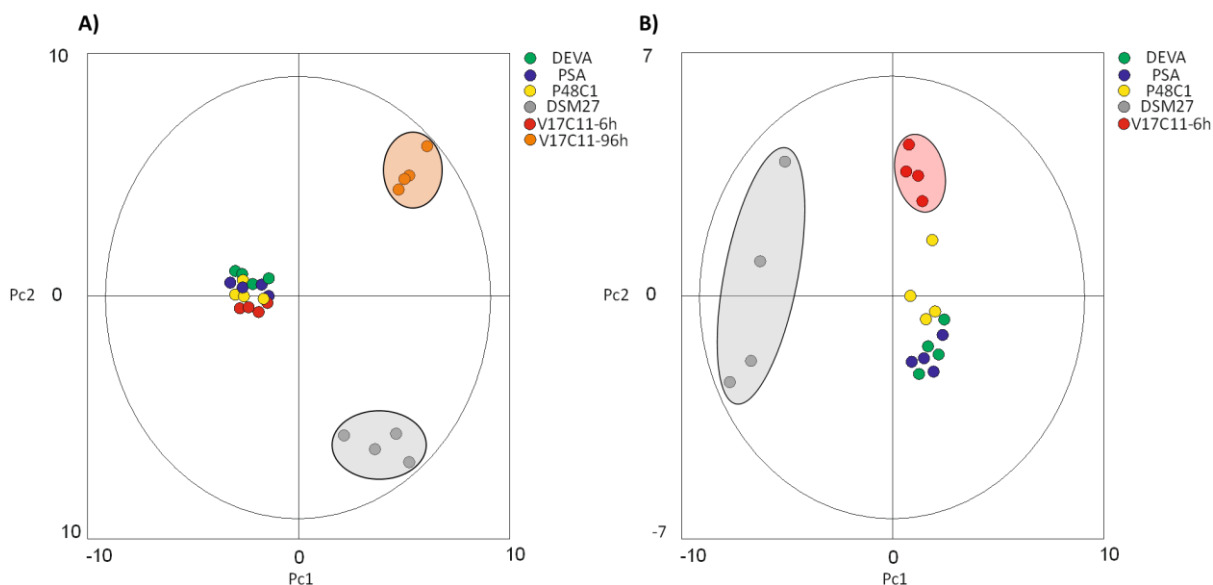 A)
10
DEVA
PSA
P48C1
DSM27
V17C11-6h
V17C11-96h
Pc2
0
10
-10
0
10
Pc1
B)
7
DEVA
PSA
P48C1
DSM27
V17C11-6h
Pc2
0
-7
-10
0
10
Pc1